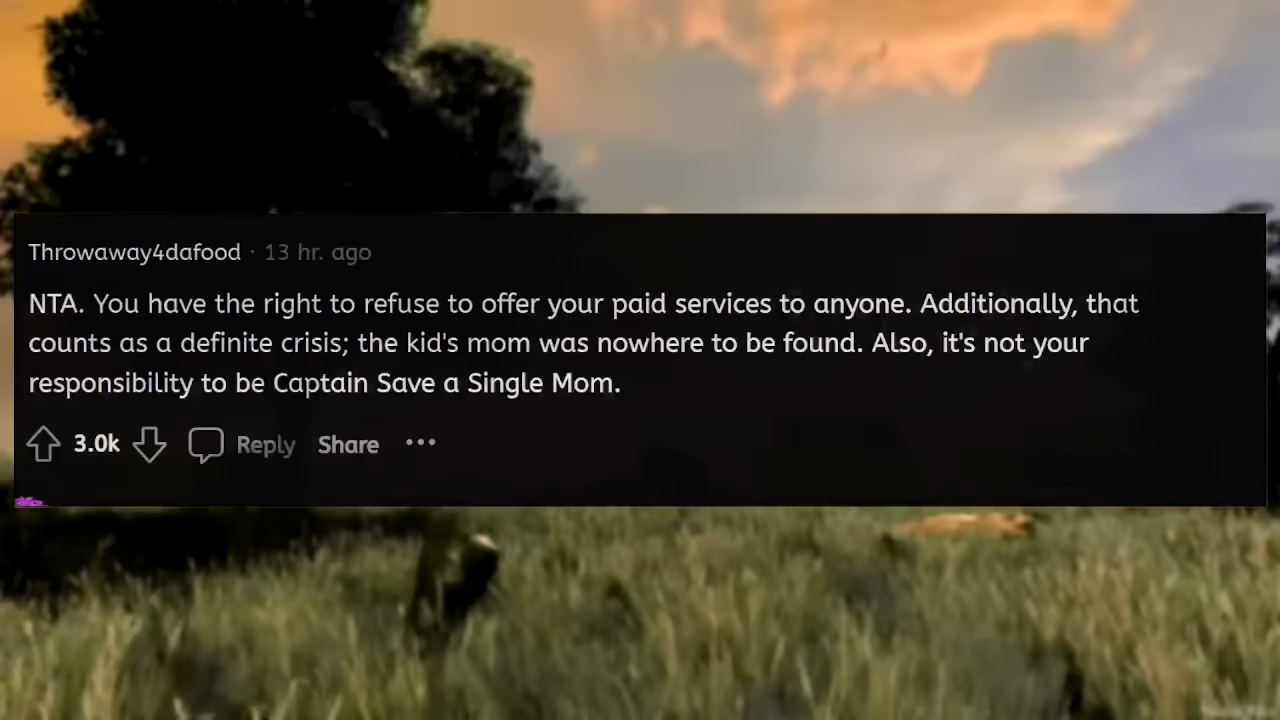 Throwaway4dafood · 13 hr. ago
NTA. You have the right to refuse to offer your paid services to anyone. Additionally, that
counts as a definite crisis; the kid's mom was nowhere to be found. Also, it's not your
responsibility to be Captain Save a Single Mom.
3.0k Reply Share ···